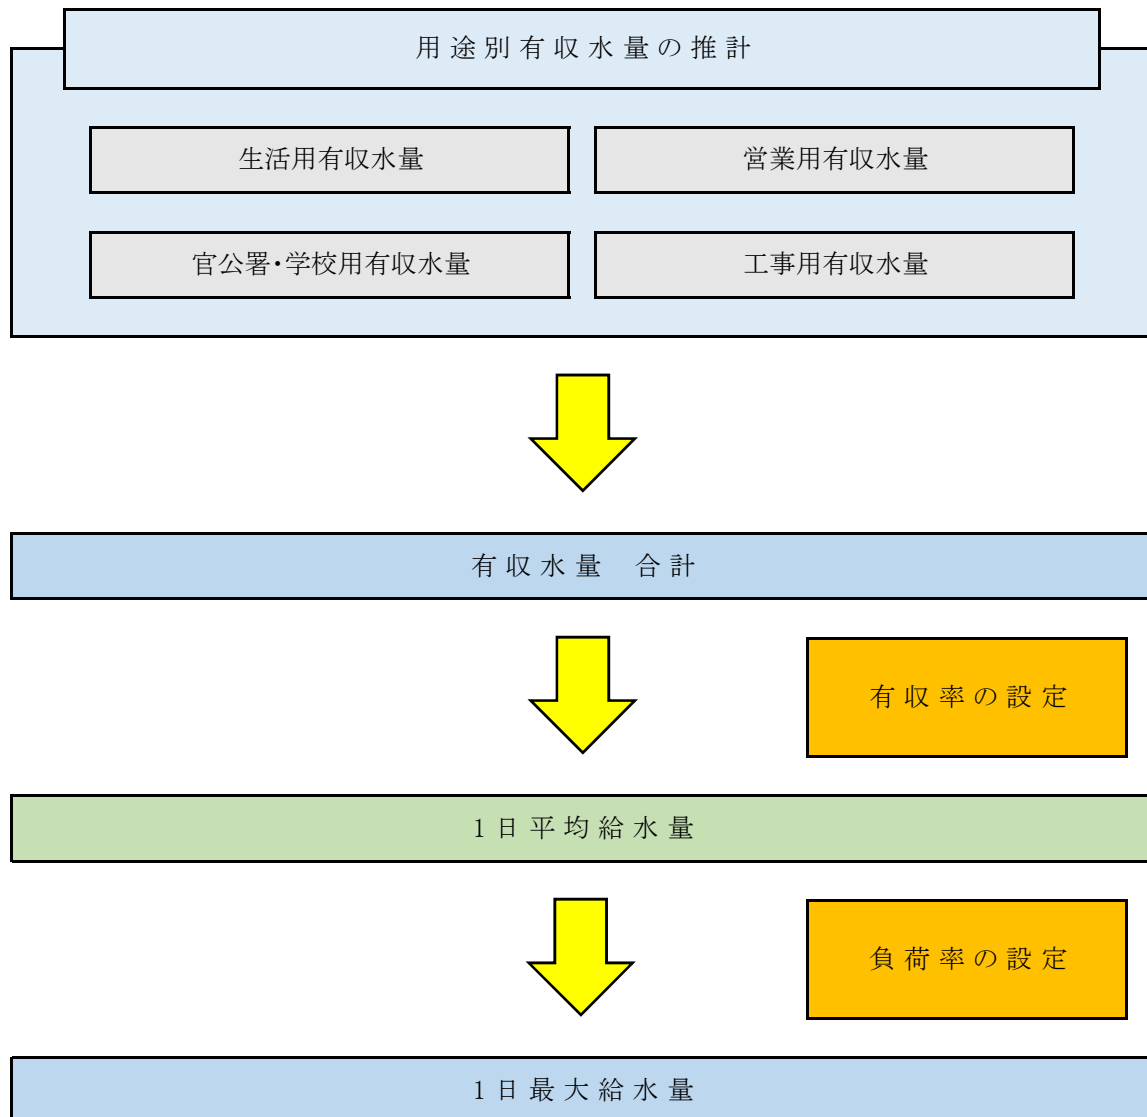 用途別有収水量の推計
生活用有収水量
営業用有収水量
官公署・学校用有収水量
工事用有収水量
有収水量　合計
有収率の設定
1日平均給水量
負荷率の設定
1日最大給水量